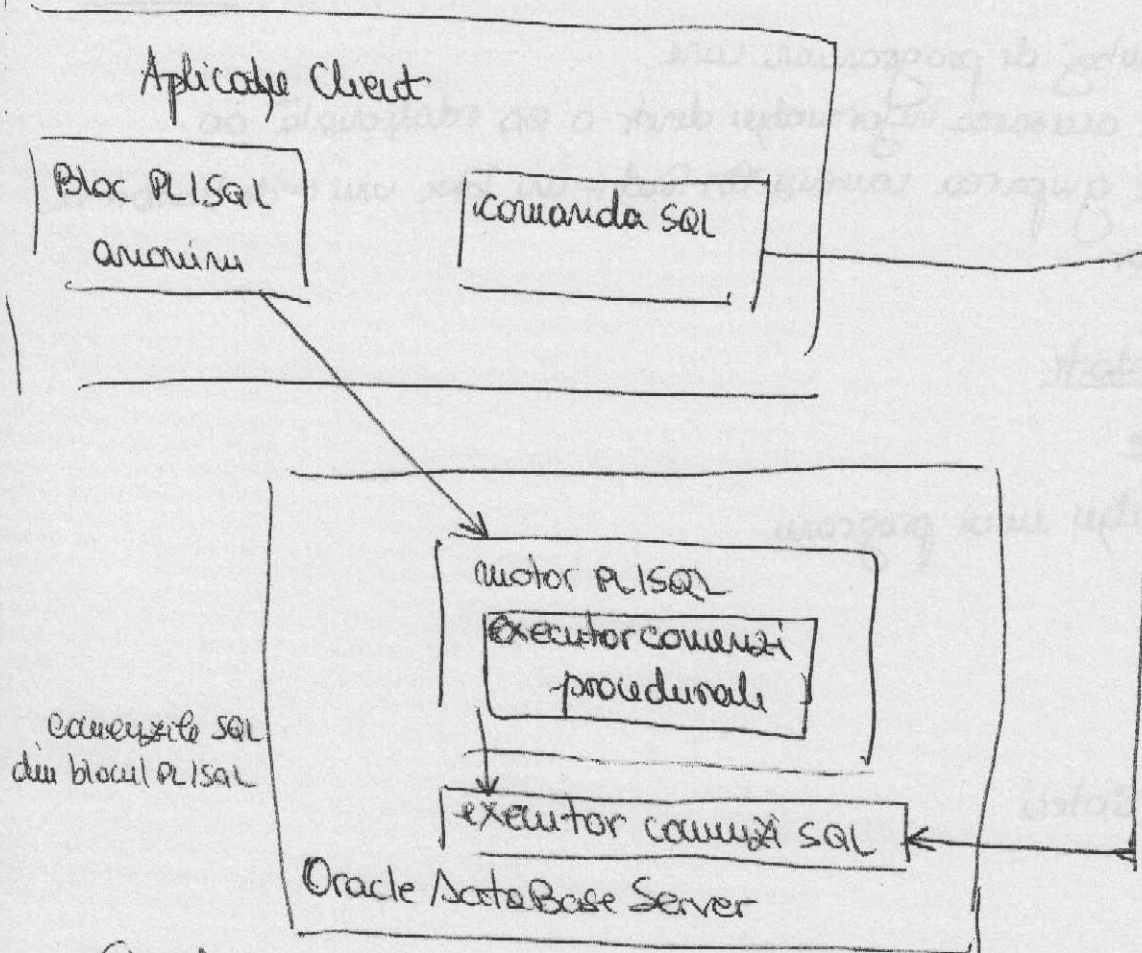 Aplicație Client
Bloc PL/SQL
anonim
comanda SQL
motor PL/SQL
executor comenzi
procedurale
comenzile SQL
din blocul PL/SQL
executor comenzi SQL
Oracle DataBase Server